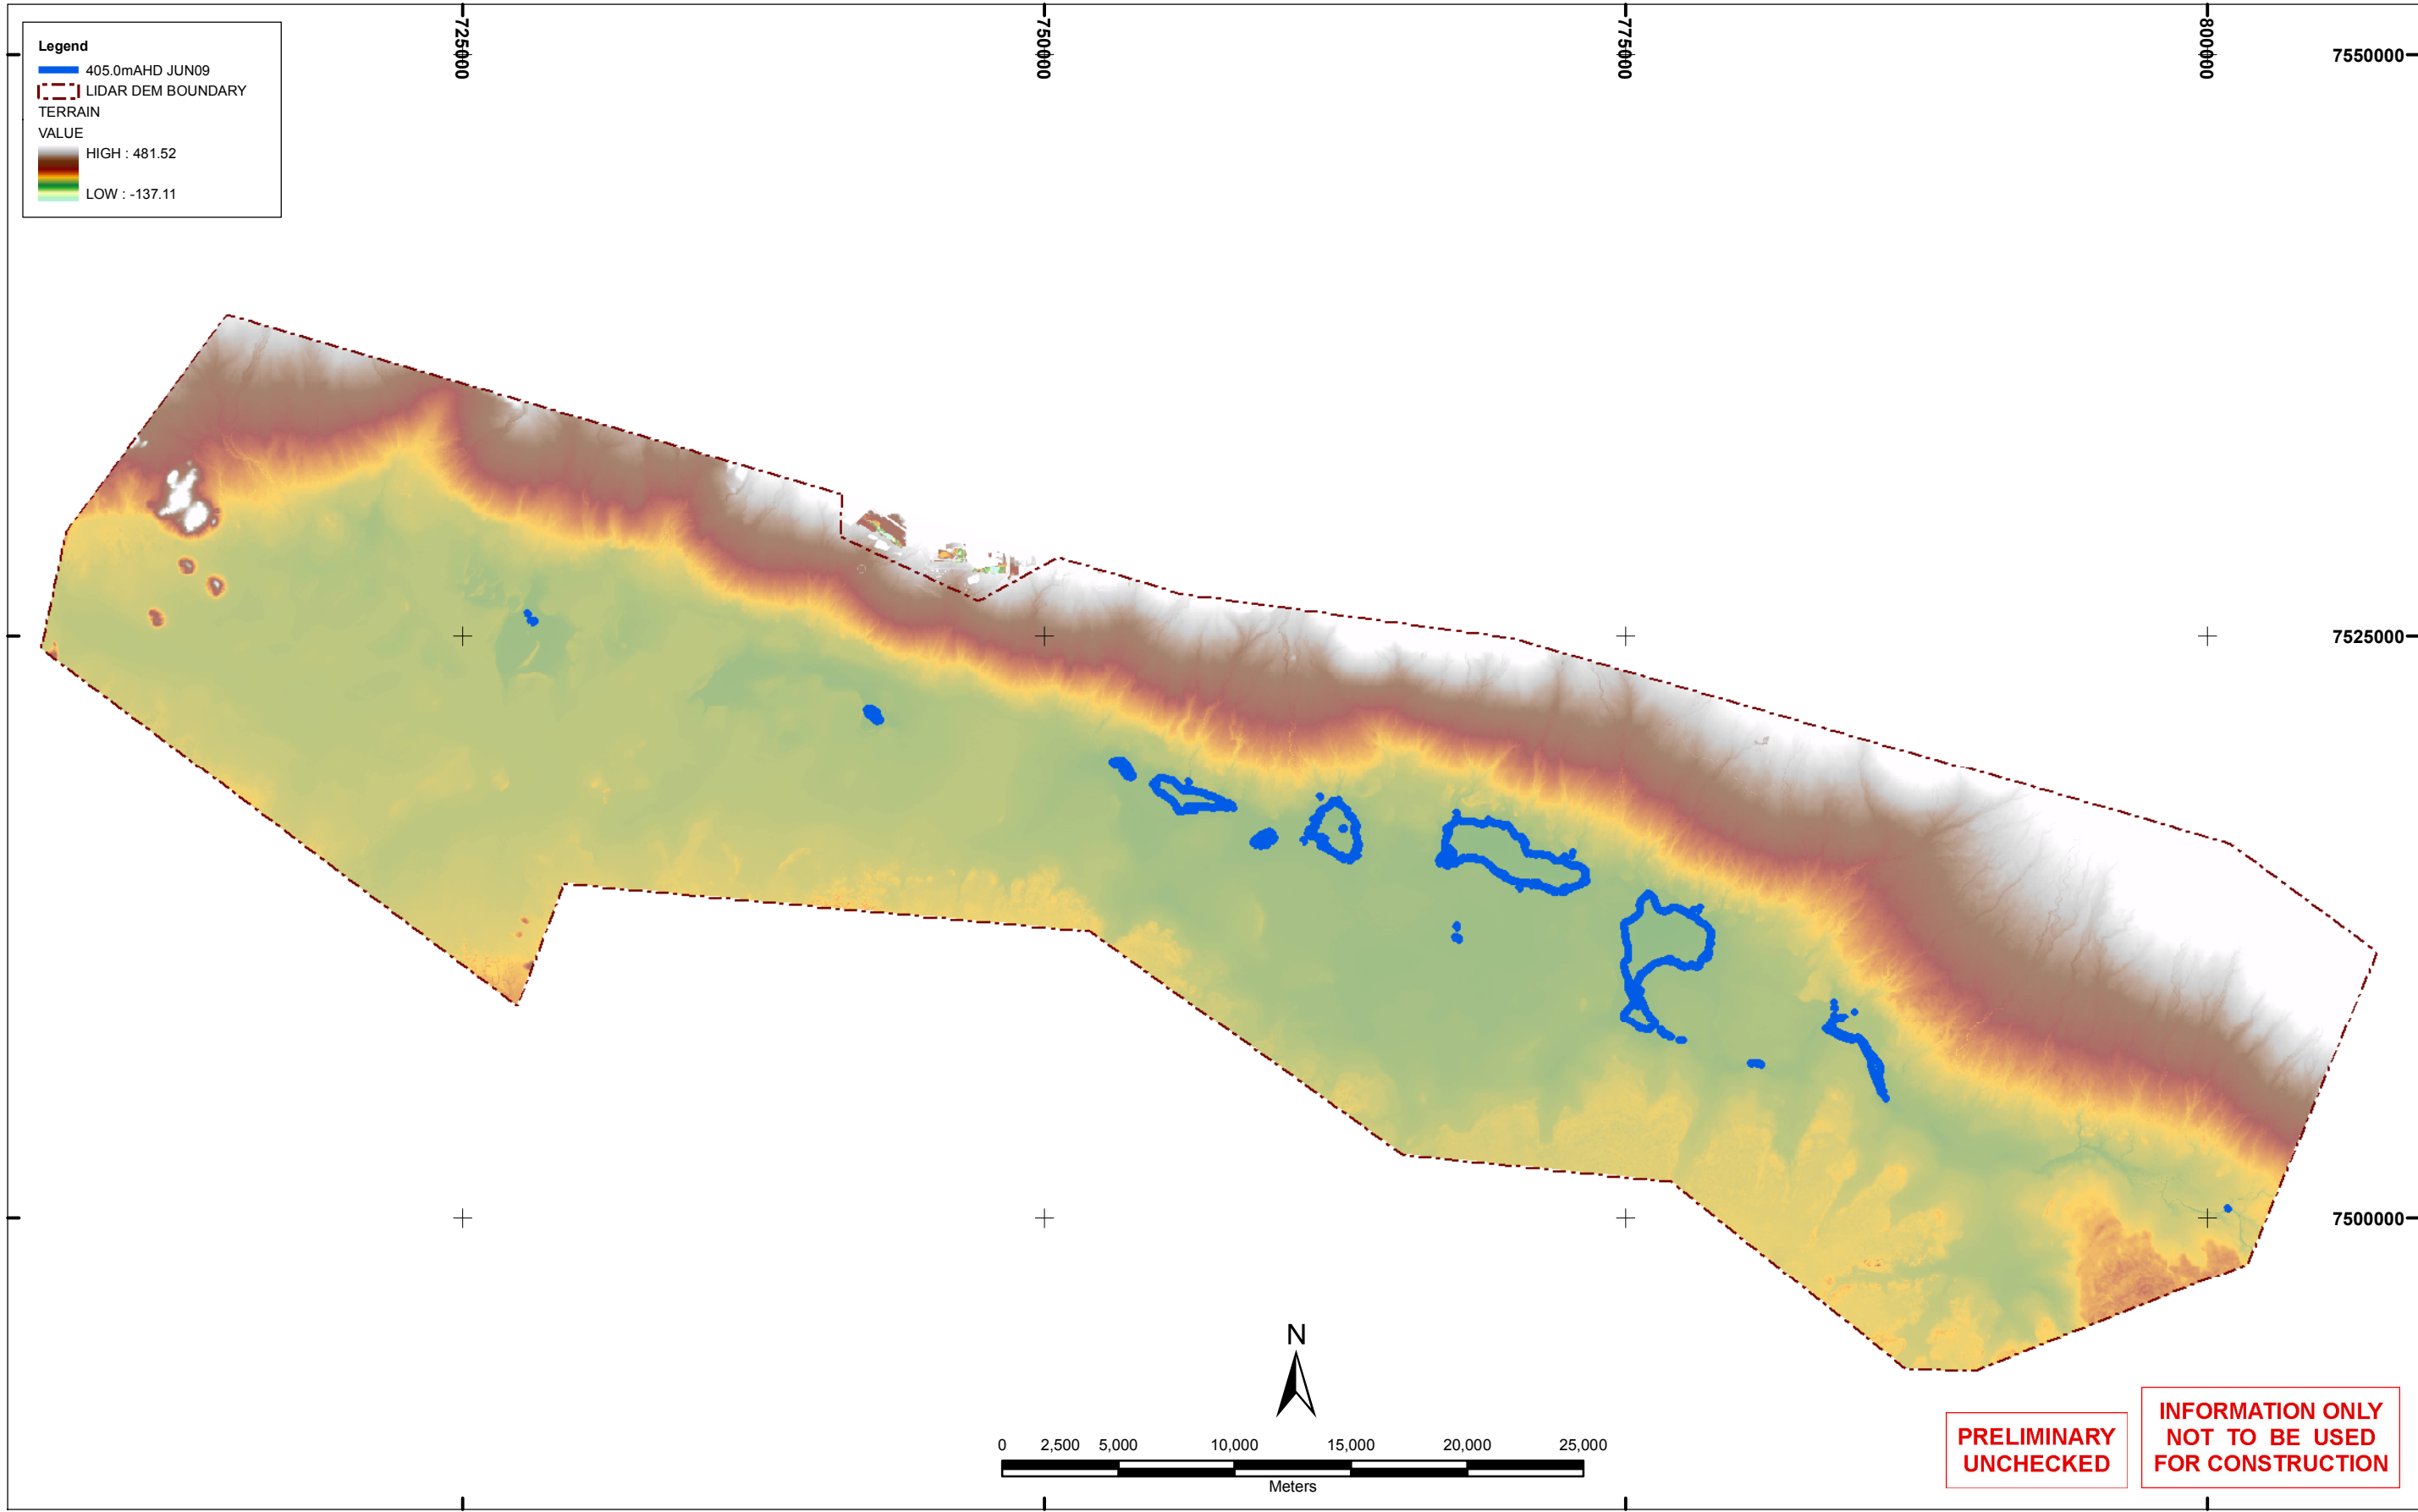 725000
750000
775000
800000
7550000
Legend
405.0mAHD JUN09
LIDAR DEM BOUNDARY
TERRAIN
VALUE
HIGH : 481.52
LOW : -137.11
7525000
7500000
N
0 2,500 5,000 10,000 15,000 20,000 25,000
Meters
PRELIMINARY
UNCHECKED
INFORMATION ONLY
NOT TO BE USED
FOR CONSTRUCTION